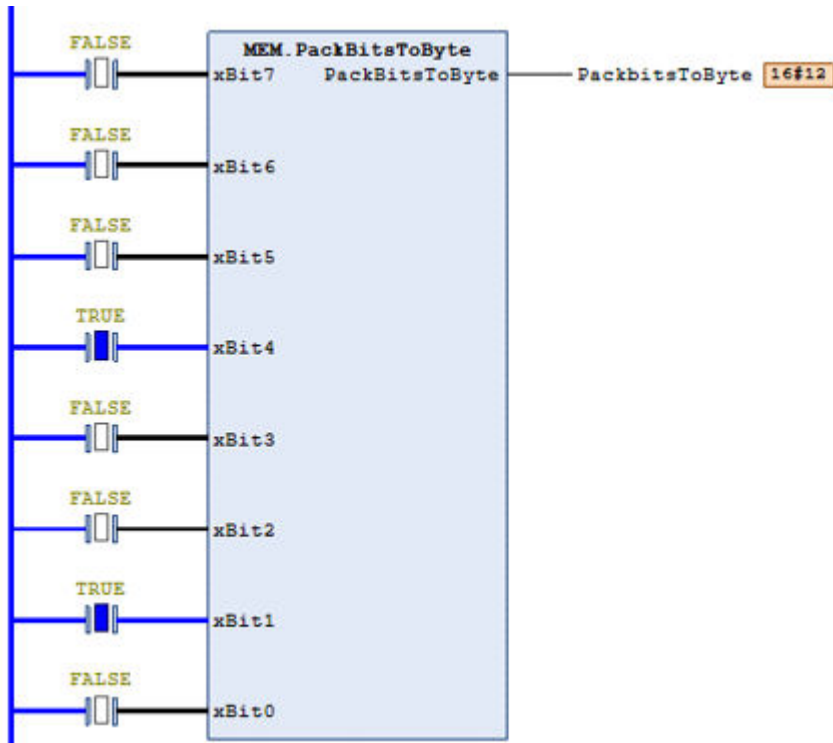 FALSE
MEM.PackBitsToByte
xBit7 PackBitsToByte PackbitsToByte 16#12
FALSE
xBit6
FALSE
xBit5
TRUE
xBit4
FALSE
xBit3
FALSE
xBit2
TRUE
xBit1
FALSE
xBit0